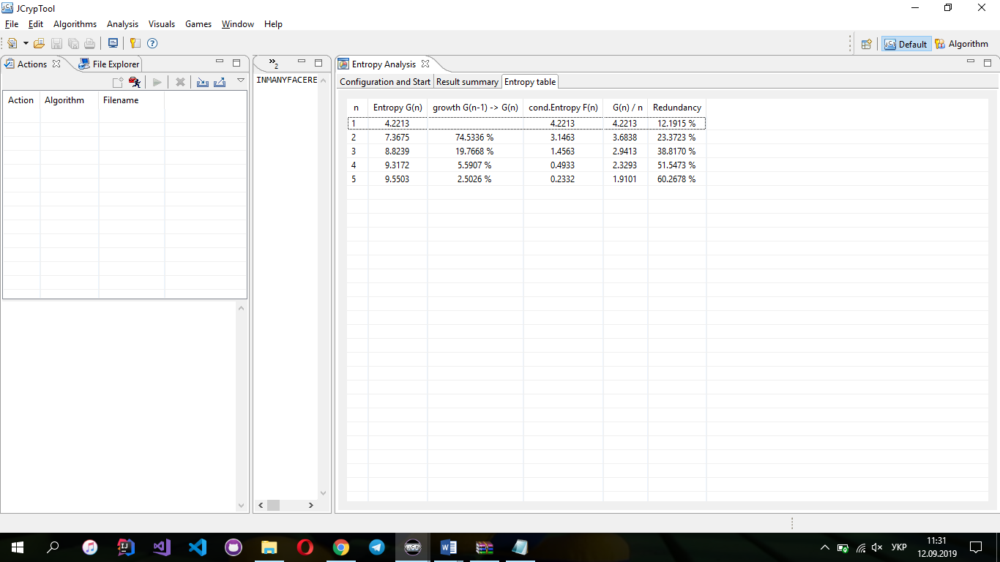 JCrypTool
File Edit Algorithms Analysis Visuals Games Window Help
Default Algorithm
Actions File Explorer
Action Algorithm Filename
2
INMANYFACERE
Entropy Analysis
Configuration and Start Result summary Entropy table
n Entropy G(n) growth G(n-1) -> G(n) cond.Entropy F(n) G(n) / n Redundancy
1 4.2213 4.2213 4.2213 12.1915 %
2 7.3675 74.5336 % 3.1463 3.6838 23.3723 %
3 8.8239 19.7668 % 1.4563 2.9413 38.8170 %
4 9.3172 5.5907 % 0.4933 2.3293 51.5473 %
5 9.5503 2.5026 % 0.2332 1.9101 60.2678 %
УКР
11:31
12.09.2019